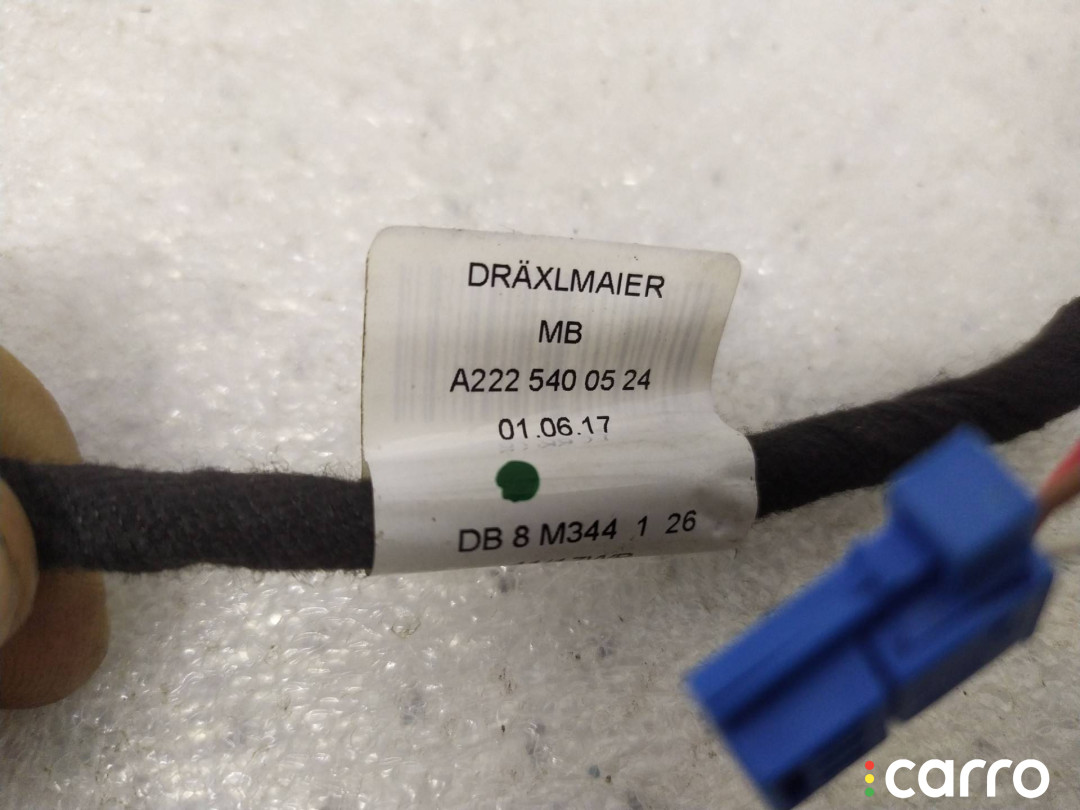 DRÄXLMAIER
MB
A222 540 05 24
01.06.17
DB 8 M344 1 26
carro